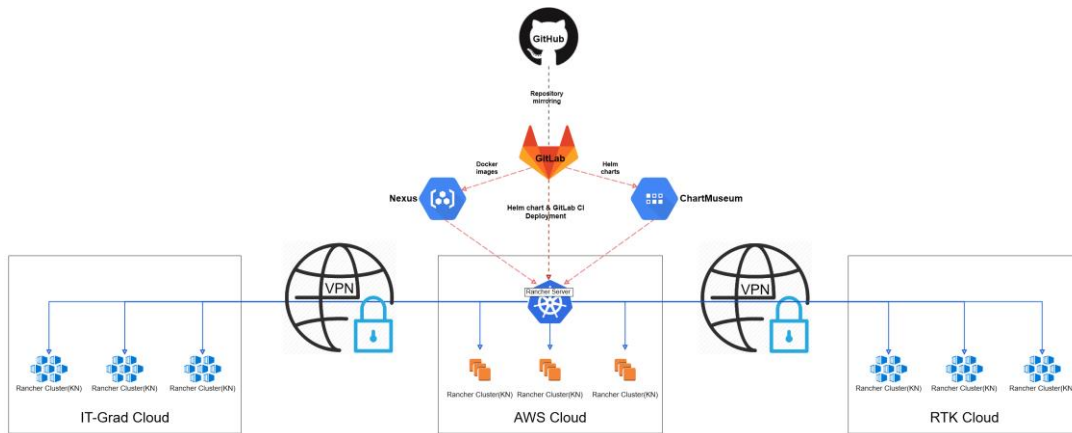 GitHub
Repository
mirroring
GitLab
Docker
images
Helm
charts
Nexus
Helm chart & GitLab CI
Deployment
ChartMuseum
VPN
Rancher Server
VPN
Rancher Cluster(KN)
Rancher Cluster(KN)
Rancher Cluster(KN)
Rancher Cluster(KN)
Rancher Cluster(KN)
Rancher Cluster(KN)
Rancher Cluster(KN)
Rancher Cluster(KN)
Rancher Cluster(KN)
IT-Grad Cloud
AWS Cloud
RTK Cloud